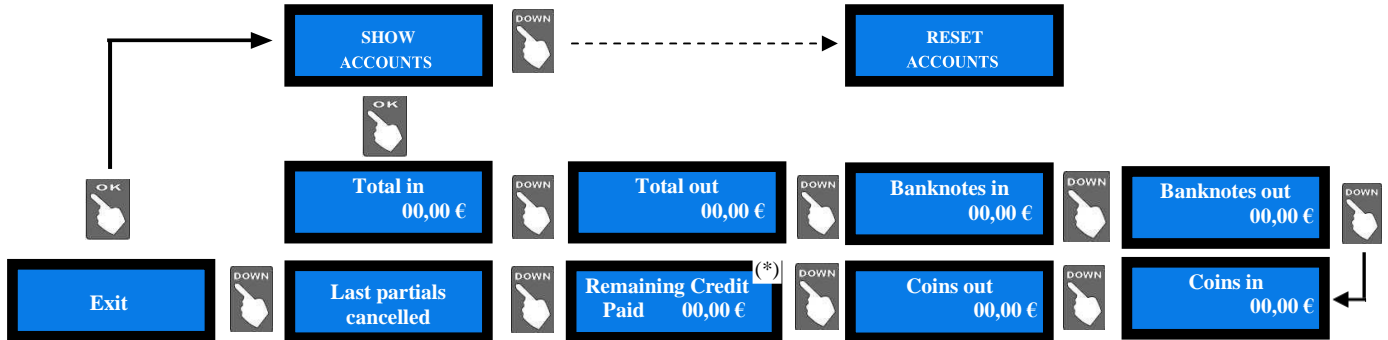 SHOW
ACCOUNTS
DOWN
RESET
ACCOUNTS
OK
OK
Total in
00,00 €
DOWN
Total out
00,00 €
DOWN
Banknotes in
00,00 €
DOWN
Banknotes out
00,00 €
DOWN
Exit
DOWN
Last partials
cancelled
DOWN
(*)
Remaining Credit
Paid 00,00 €
DOWN
Coins out
00,00 €
DOWN
Coins in
00,00 €